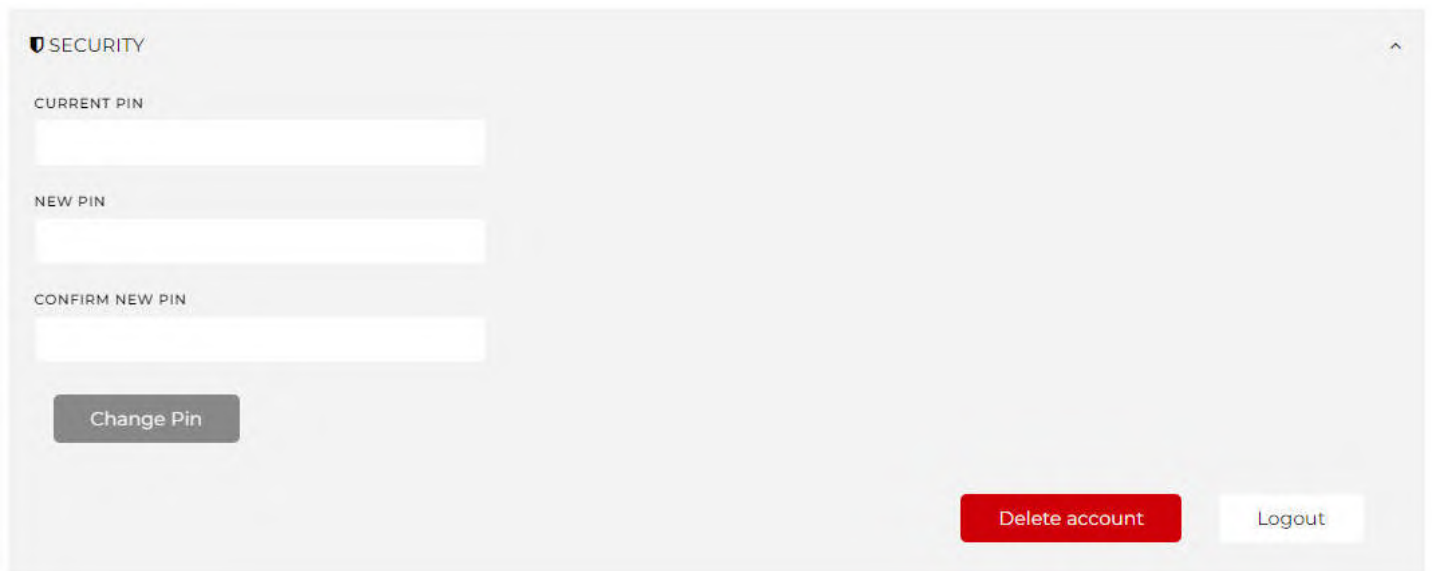 SECURITY
CURRENT PIN
NEW PIN
CONFIRM NEW PIN
Change Pin
Delete account Logout